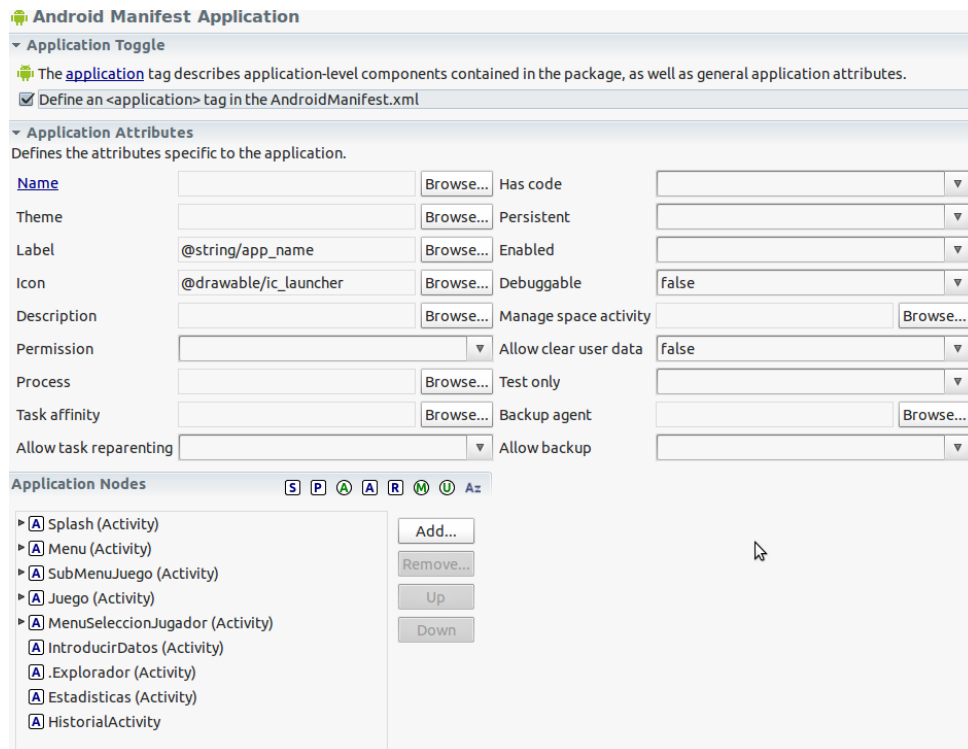 Android Manifest Application
Application Toggle
The application tag describes application-level components contained in the package, as well as general application attributes.
Define an <application> tag in the AndroidManifest.xml
Application Attributes
Defines the attributes specific to the application.
Name Browse... Has code
Theme Browse... Persistent
Label @string/app_name Browse... Enabled
Icon @drawable/ic_launcher Browse... Debuggable false
Description Browse... Manage space activity Browse...
Permission Allow clear user data false
Process Browse... Test only
Task affinity Browse... Backup agent Browse...
Allow task reparenting Allow backup
Application Nodes S P A A R M U Az
A Splash (Activity)
Add...
A Menu (Activity)
Remove...
A SubMenuJuego (Activity)
A Juego (Activity)
Up
A MenuSeleccionJugador (Activity)
Down
A IntroducirDatos (Activity)
A .Explorador (Activity)
A Estadisticas (Activity)
A HistorialActivity